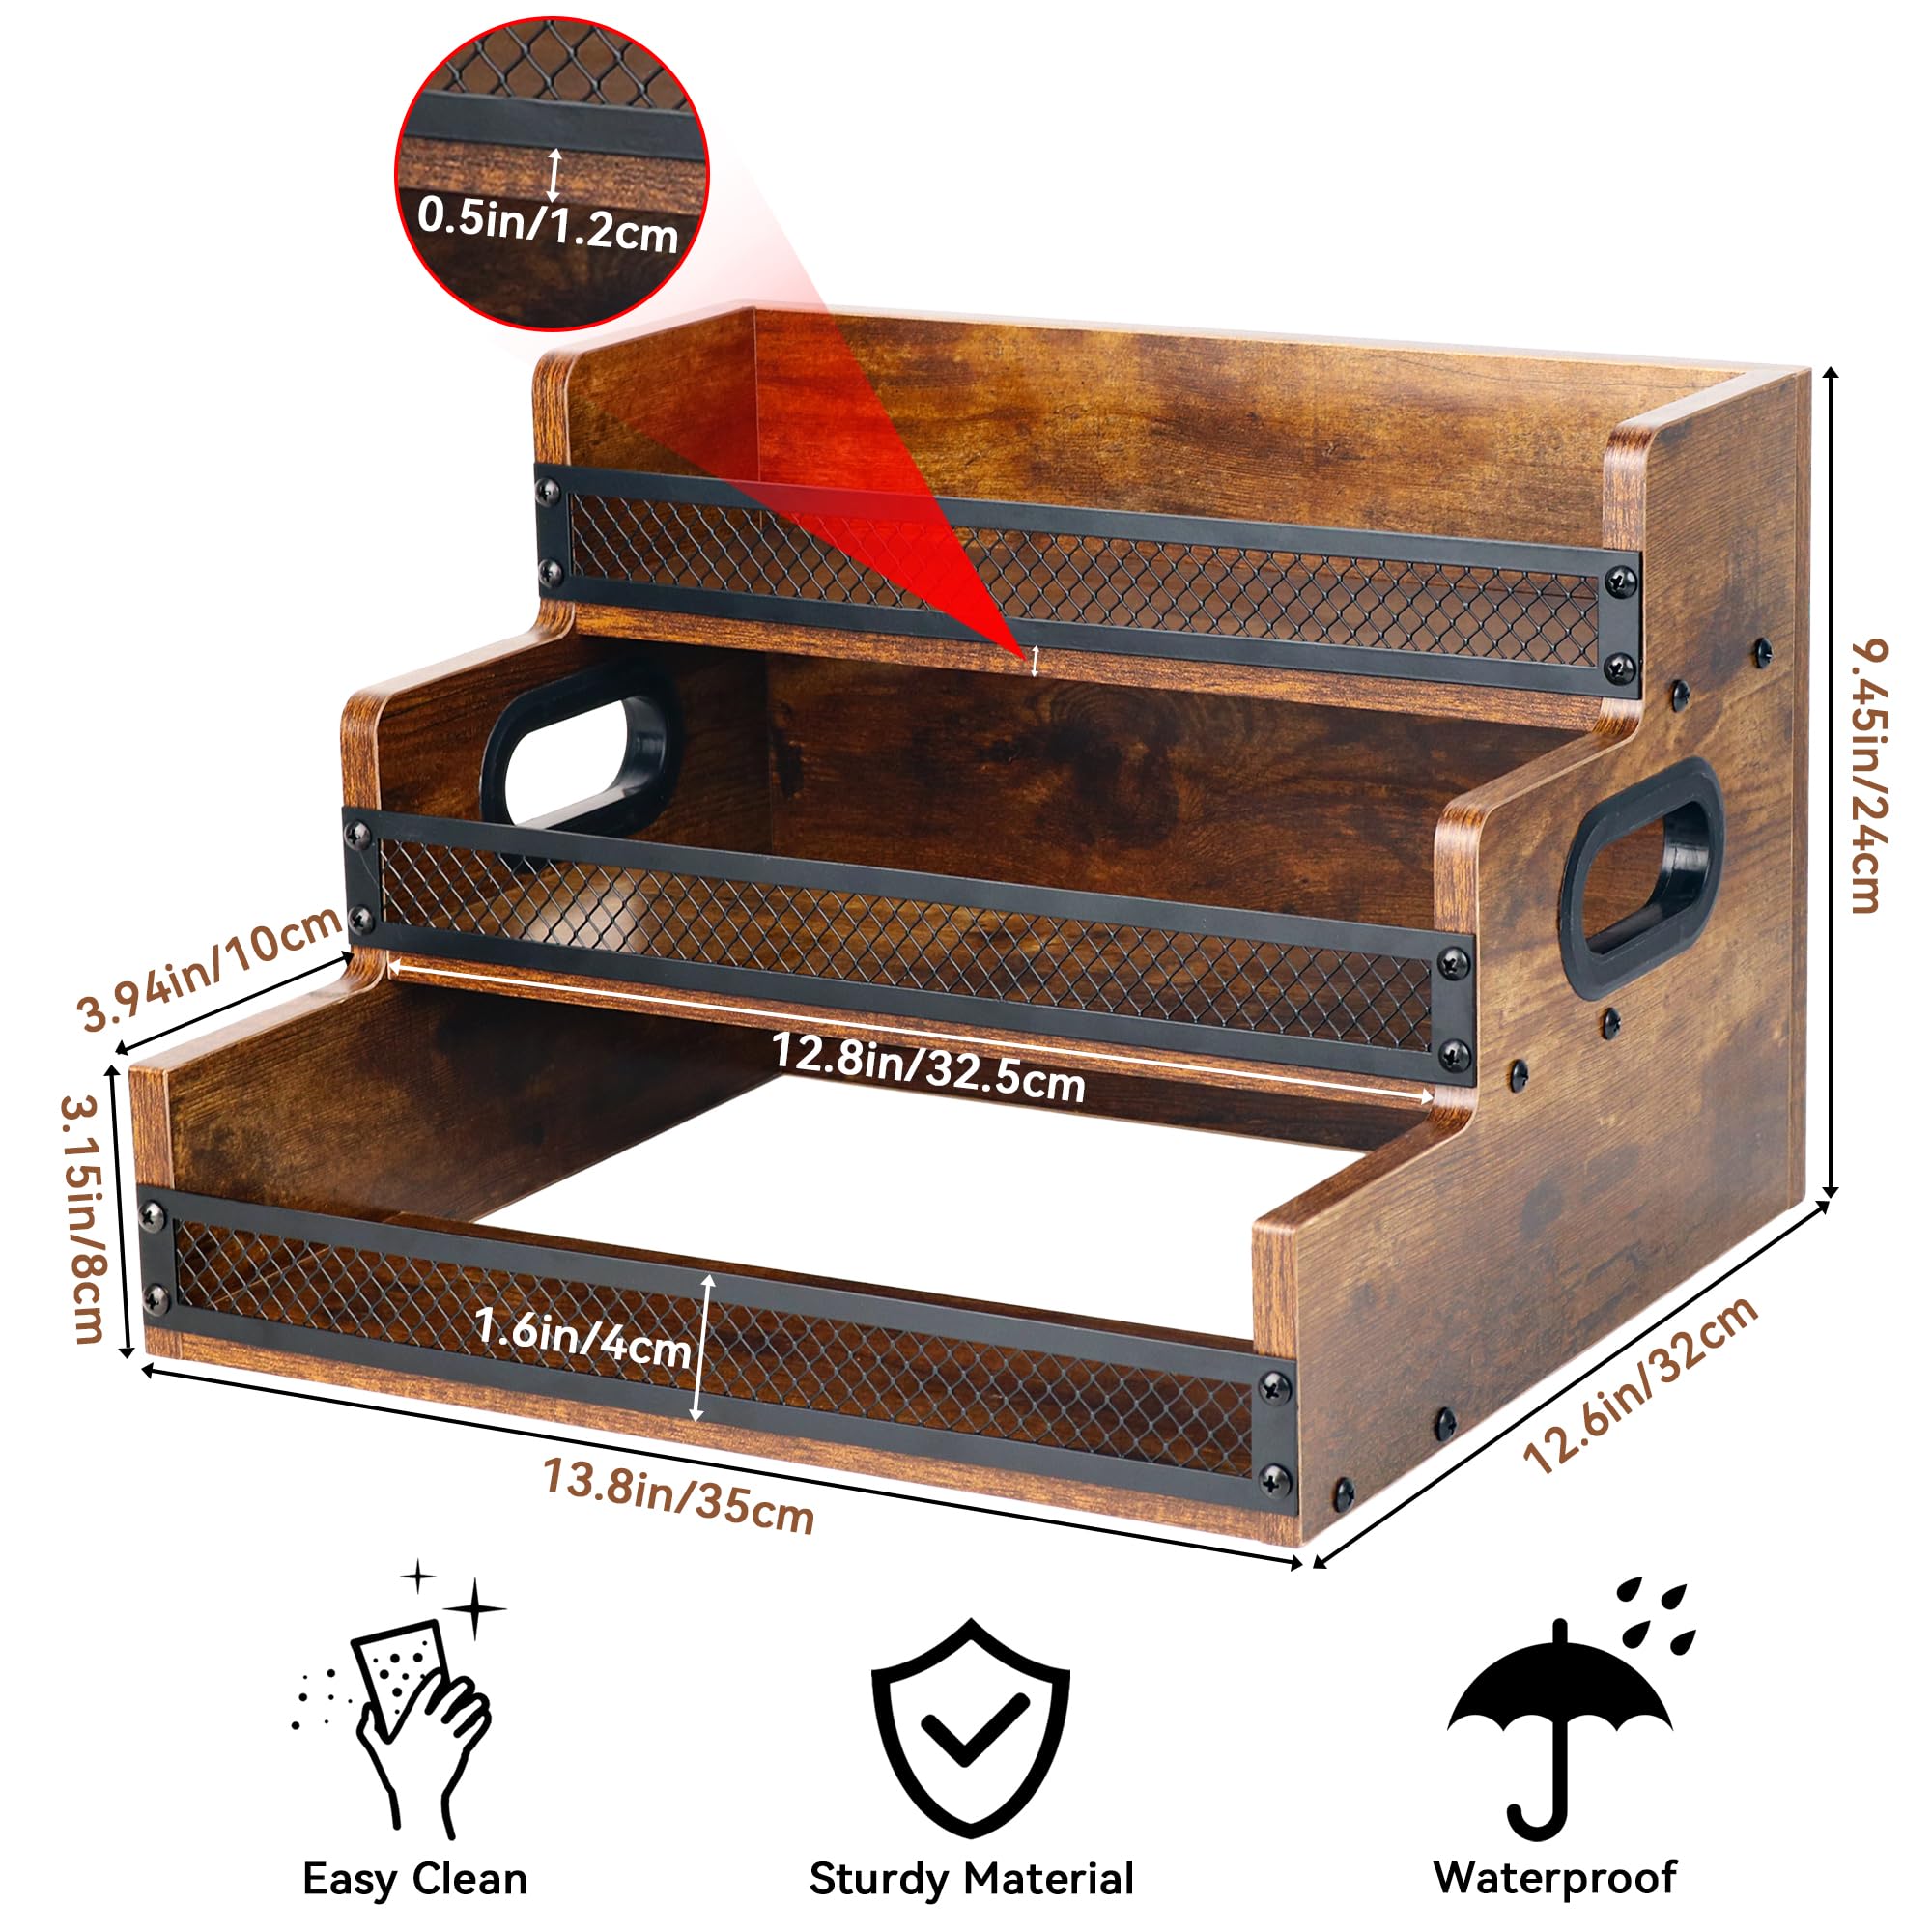 0.5in/1.2cm
9.45in/24cm
3.94in/10cm
12.8in/32.5cm
3.15in/8cm
1.6in/4cm
12.6in/32cm
13.8in/35cm
Easy Clean
Sturdy Material
Waterproof